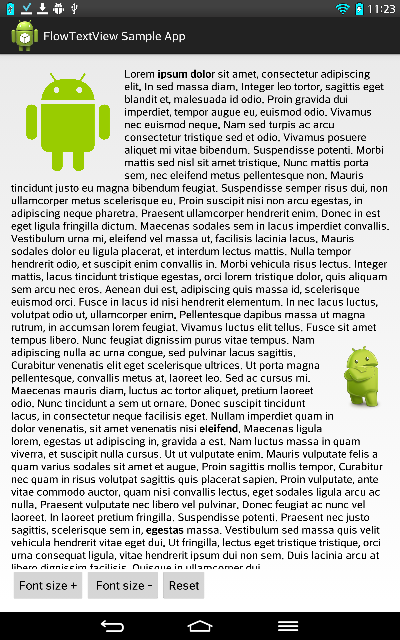 11:23
FlowTextView Sample App
Lorem ipsum dolor sit amet, consectetur adipiscing
elit. In sed massa diam. Integer leo tortor, sagittis eget
blandit et, malesuada id odio. Proin gravida dui
imperdiet, tempor augue eu, euismod odio. Vivamus
nec euismod neque. Nam sed turpis ac arcu
consectetur tristique sed et odio. Vivamus posuere
aliquet mi vitae bibendum. Suspendisse potenti. Morbi
mattis sed nisl sit amet tristique. Nunc mattis porta
sem, nec eleifend metus pellentesque non. Mauris
tincidunt justo eu magna bibendum feugiat. Suspendisse semper risus dui, non
ullamcorper metus scelerisque eu. Proin suscipit nisi non arcu egestas, in
adipiscing neque pharetra. Praesent ullamcorper hendrerit enim. Donec in est
eget ligula fringilla dictum. Maecenas sodales sem in lacus imperdiet convallis.
Vestibulum urna mi, eleifend vel massa ut, facilisis lacinia lacus. Mauris
sodales dolor eu ligula placerat, et interdum lectus mattis. Nulla tempor
hendrerit odio, et suscipit enim convallis in. Morbi vehicula risus lectus. Integer
mattis, lacus tincidunt tristique egestas, orci lorem tristique dolor, quis aliquam
sem arcu nec eros. Aenean dui est, adipiscing quis massa id, scelerisque
euismod orci. Fusce in lacus id nisi hendrerit elementum. In nec lacus luctus,
volutpat odio ut, ullamcorper enim. Pellentesque dapibus massa ut magna
rutrum, in accumsan lorem feugiat. Vivamus luctus elit tellus. Fusce sit amet
tempus libero. Nunc feugiat dignissim purus vitae tempus. Nam
adipiscing nulla ac urna congue, sed pulvinar lacus sagittis.
Curabitur venenatis elit eget scelerisque ultrices. Ut porta magna
pellentesque, convallis metus at, laoreet leo. Sed ac cursus mi.
Maecenas mauris diam, luctus ac tortor aliquet, pretium laoreet
odio. Nunc tincidunt a sem ut ornare. Donec suscipit tincidunt
lacus, in consectetur neque facilisis eget. Nullam imperdiet quam in
dolor venenatis, sit amet venenatis nisi eleifend. Maecenas ligula
lorem, egestas ut adipiscing in, gravida a est. Nam luctus massa in quam
viverra, et suscipit nulla cursus. Ut ut vulputate enim. Mauris vulputate felis a
quam varius sodales sit amet et augue. Proin sagittis mollis tempor. Curabitur
nec quam in risus volutpat sagittis quis placerat sapien. Proin vulputate, ante
vitae commodo auctor, quam nisi convallis lectus, eget sodales ligula arcu ac
nulla. Praesent vulputate nec libero vel pulvinar. Donec feugiat ac nunc vel
laoreet. In laoreet pretium fringilla. Suspendisse potenti. Praesent nec justo
sagittis, scelerisque sem in, egestas massa. Vestibulum sed massa quis velit
vehicula hendrerit vitae eget dui. Ut fringilla, lectus eget tristique tristique, orci
urna consequat ligula, vitae hendrerit ipsum dui non sem. Duis lacinia arcu at
libero dignissim facilisis. Quisque in ullamcorper dui.
Font size + Font size - Reset